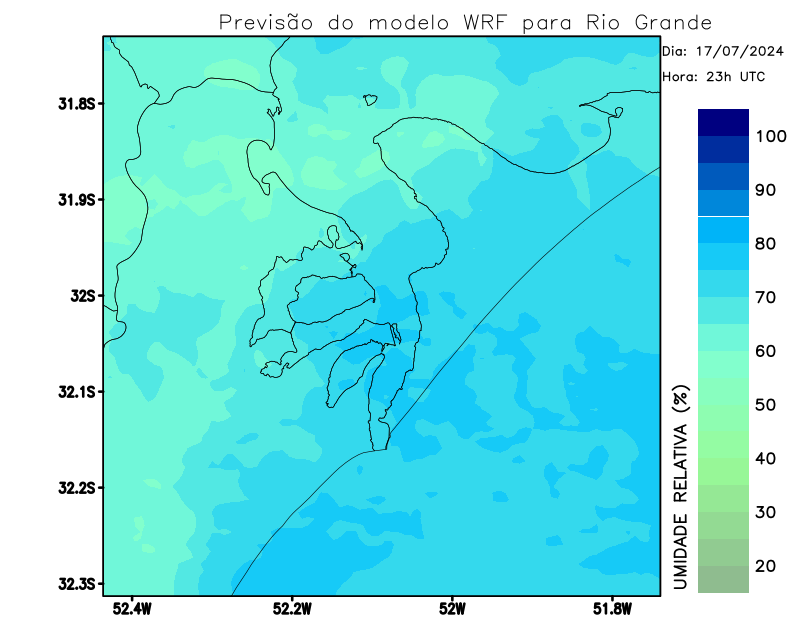 Previsão do modelo WRF para Rio Grande
Dia: 17/07/2024
Hora: 23h UTC
31.8S
31.9S
32S
32.1S
32.2S
32.3S
52.4W
52.2W
52W
51.8W
UMIDADE RELATIVA (%)
100
90
80
70
60
50
40
30
20